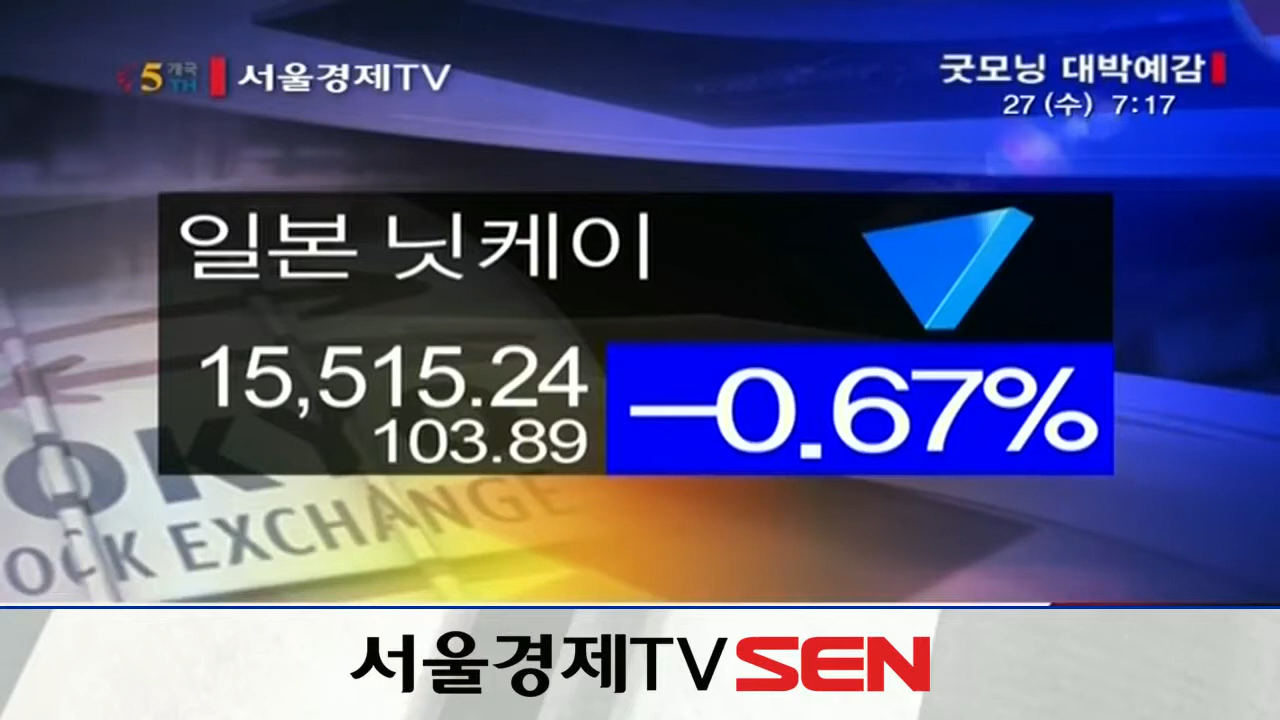 5 개국 TH 서울경제TV
굿모닝 대박예감
27 (수) 7:17
일본 닛케이
15,515.24
103.89
–0.67%
OKY
OCK EXCHANGE
서울경제TV SEN